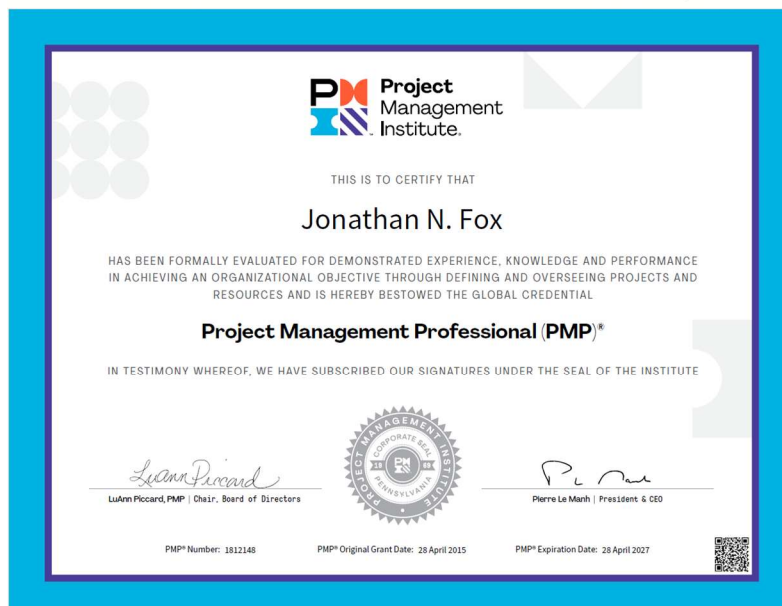 Project
Management
Institute.
THIS IS TO CERTIFY THAT
Jonathan N. Fox
HAS BEEN FORMALLY EVALUATED FOR DEMONSTRATED EXPERIENCE, KNOWLEDGE AND PERFORMANCE
IN ACHIEVING AN ORGANIZATIONAL OBJECTIVE THROUGH DEFINING AND OVERSEEING PROJECTS AND
RESOURCES AND IS HEREBY BESTOWED THE GLOBAL CREDENTIAL
Project Management Professional (PMP)®
IN TESTIMONY WHEREOF, WE HAVE SUBSCRIBED OUR SIGNATURES UNDER THE SEAL OF THE INSTITUTE
PROJECT MANAGEMENT INSTITUTE
CORPORATE SEAL
PENNSYLVANIA
LuAnn Piccard
LuAnn Piccard, PMP | Chair, Board of Directors
Pierre Le Manh | President & CEO
PMP® Number: 1812148 PMP® Original Grant Date: 28 April 2015 PMP® Expiration Date: 28 April 2027